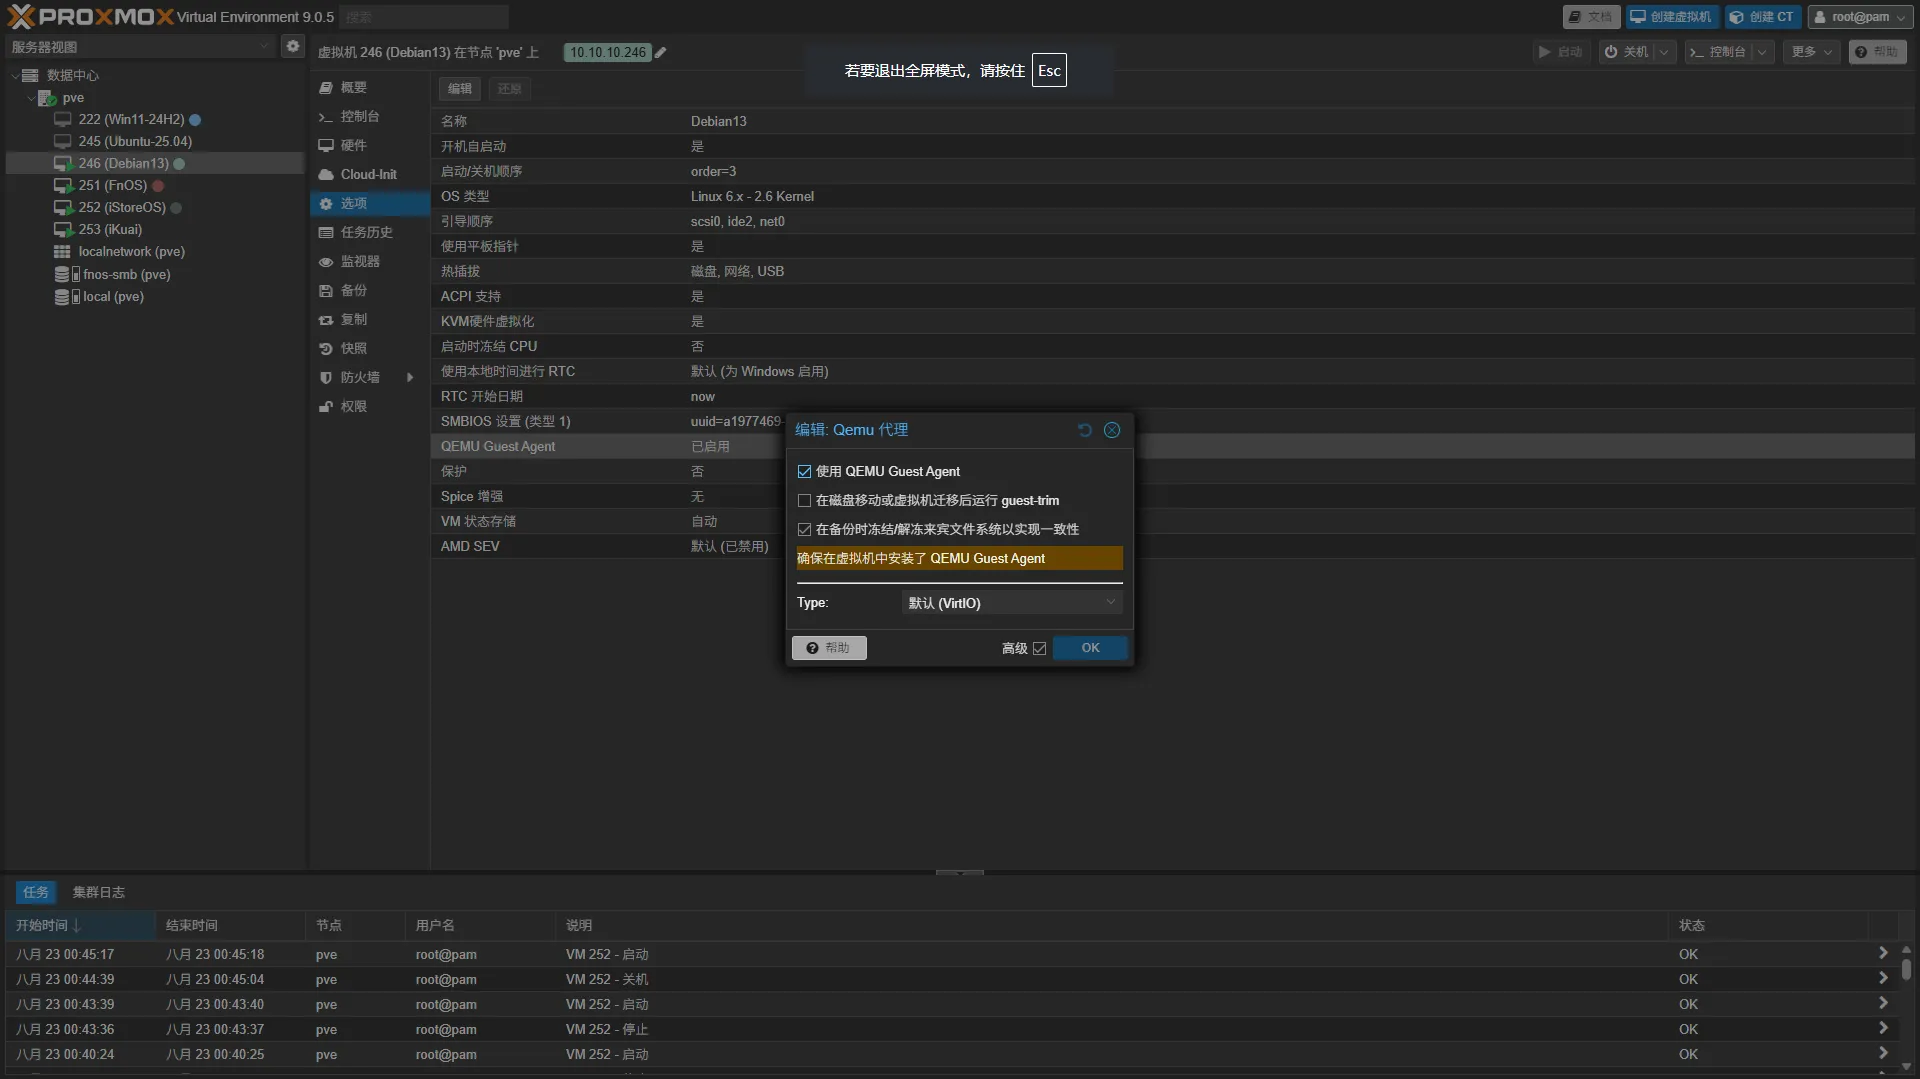 PROXMOX Virtual Environment 9.0.5 搜索 文档 创建虚拟机 创建 CT root@pam
服务器视图
数据中心
pve
222 (Win11-24H2)
245 (Ubuntu-25.04)
246 (Debian13)
251 (FnOS)
252 (iStoreOS)
253 (iKuai)
localnetwork (pve)
fnos-smb (pve)
local (pve)
虚拟机 246 (Debian13) 在节点 'pve' 上 10.10.10.246 启动 关机 控制台 更多 帮助
若要退出全屏模式，请按住 Esc
概要
控制台
硬件
Cloud-Init
选项
任务历史
监视器
备份
复制
快照
防火墙
权限
编辑 还原
名称 Debian13
开机自启动 是
启动/关机顺序 order=3
OS 类型 Linux 6.x - 2.6 Kernel
引导顺序 scsi0, ide2, net0
使用平板指针 是
热插拔 磁盘, 网络, USB
ACPI 支持 是
KVM硬件虚拟化 是
启动时冻结 CPU 否
使用本地时间进行 RTC 默认 (为 Windows 启用)
RTC 开始日期 now
SMBIOS 设置 (类型 1) uuid=a1977469-
QEMU Guest Agent 已启用
保护 否
Spice 增强 无
VM 状态存储 自动
AMD SEV 默认 (已禁用)
编辑: Qemu 代理
使用 QEMU Guest Agent
在磁盘移动或虚拟机迁移后运行 guest-trim
在备份时冻结/解冻来宾文件系统以实现一致性
确保在虚拟机中安装了 QEMU Guest Agent
Type: 默认 (VirtIO)
帮助 高级 OK
任务 集群日志
开始时间 结束时间 节点 用户名 说明 状态
八月 23 00:45:17 八月 23 00:45:18 pve root@pam VM 252 - 启动 OK
八月 23 00:44:39 八月 23 00:45:04 pve root@pam VM 252 - 关机 OK
八月 23 00:43:39 八月 23 00:43:40 pve root@pam VM 252 - 启动 OK
八月 23 00:43:36 八月 23 00:43:37 pve root@pam VM 252 - 停止 OK
八月 23 00:40:24 八月 23 00:40:25 pve root@pam VM 252 - 启动 OK